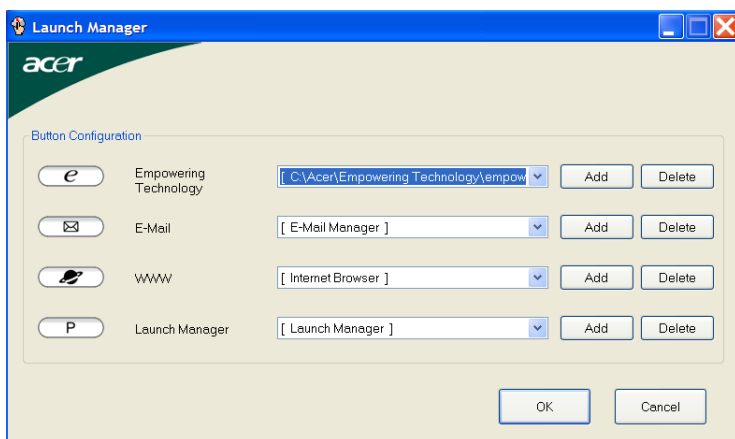 Launch Manager
acer
Button Configuration
e Empowering Technology [ C:\Acer\Empowering Technology\empow Add Delete
E-Mail [ E-Mail Manager ] Add Delete
WWW [ Internet Browser ] Add Delete
P Launch Manager [ Launch Manager ] Add Delete
OK Cancel